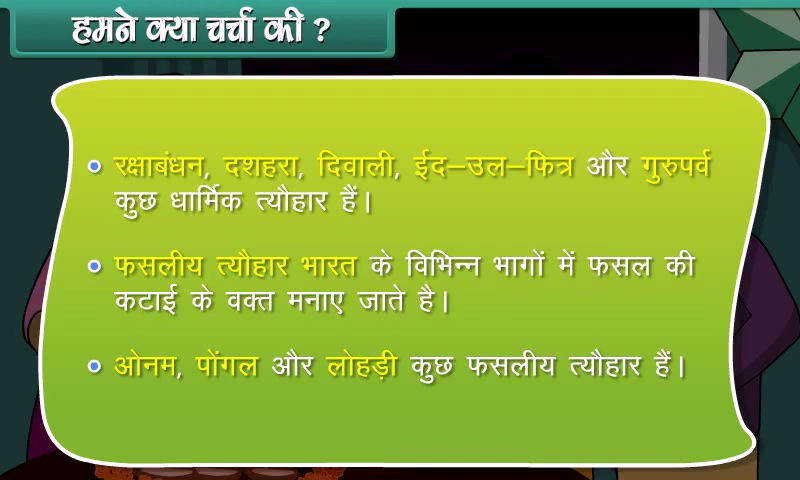 हमने क्या चर्चा की ?
रक्षाबंधन, दशहरा, दिवाली, ईद–उल–फित्र और गुरुपर्व
कुछ धार्मिक त्यौहार हैं।
फसलीय त्यौहार भारत के विभिन्न भागों में फसल की
कटाई के वक्त मनाए जाते है।
ओनम, पोंगल और लोहड़ी कुछ फसलीय त्यौहार हैं।